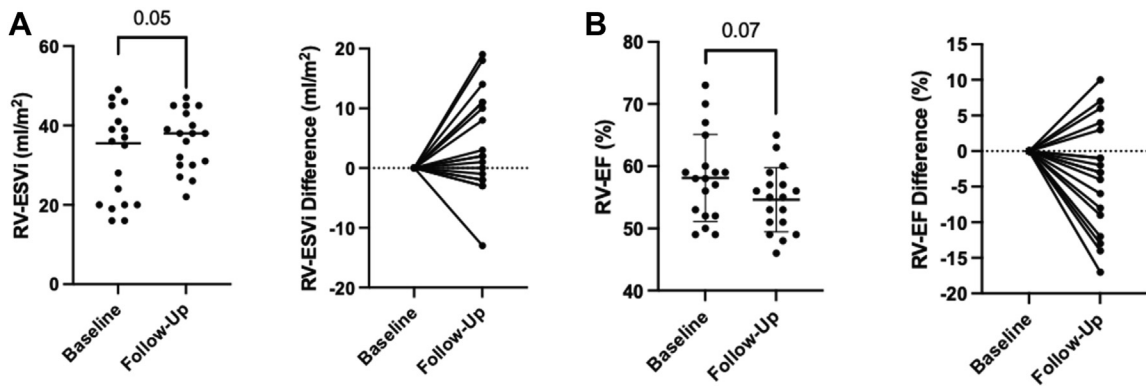 A
0.05
RV-ESVi (ml/m²)
60
40
20
0
Baseline
Follow-Up
RV-ESVi Difference (ml/m²)
20
10
0
-10
-20
Baseline
Follow-Up
B
0.07
RV-EF (%)
80
70
60
50
40
Baseline
Follow-Up
RV-EF Difference (%)
15
10
5
0
-5
-10
-15
-20
Baseline
Follow-Up